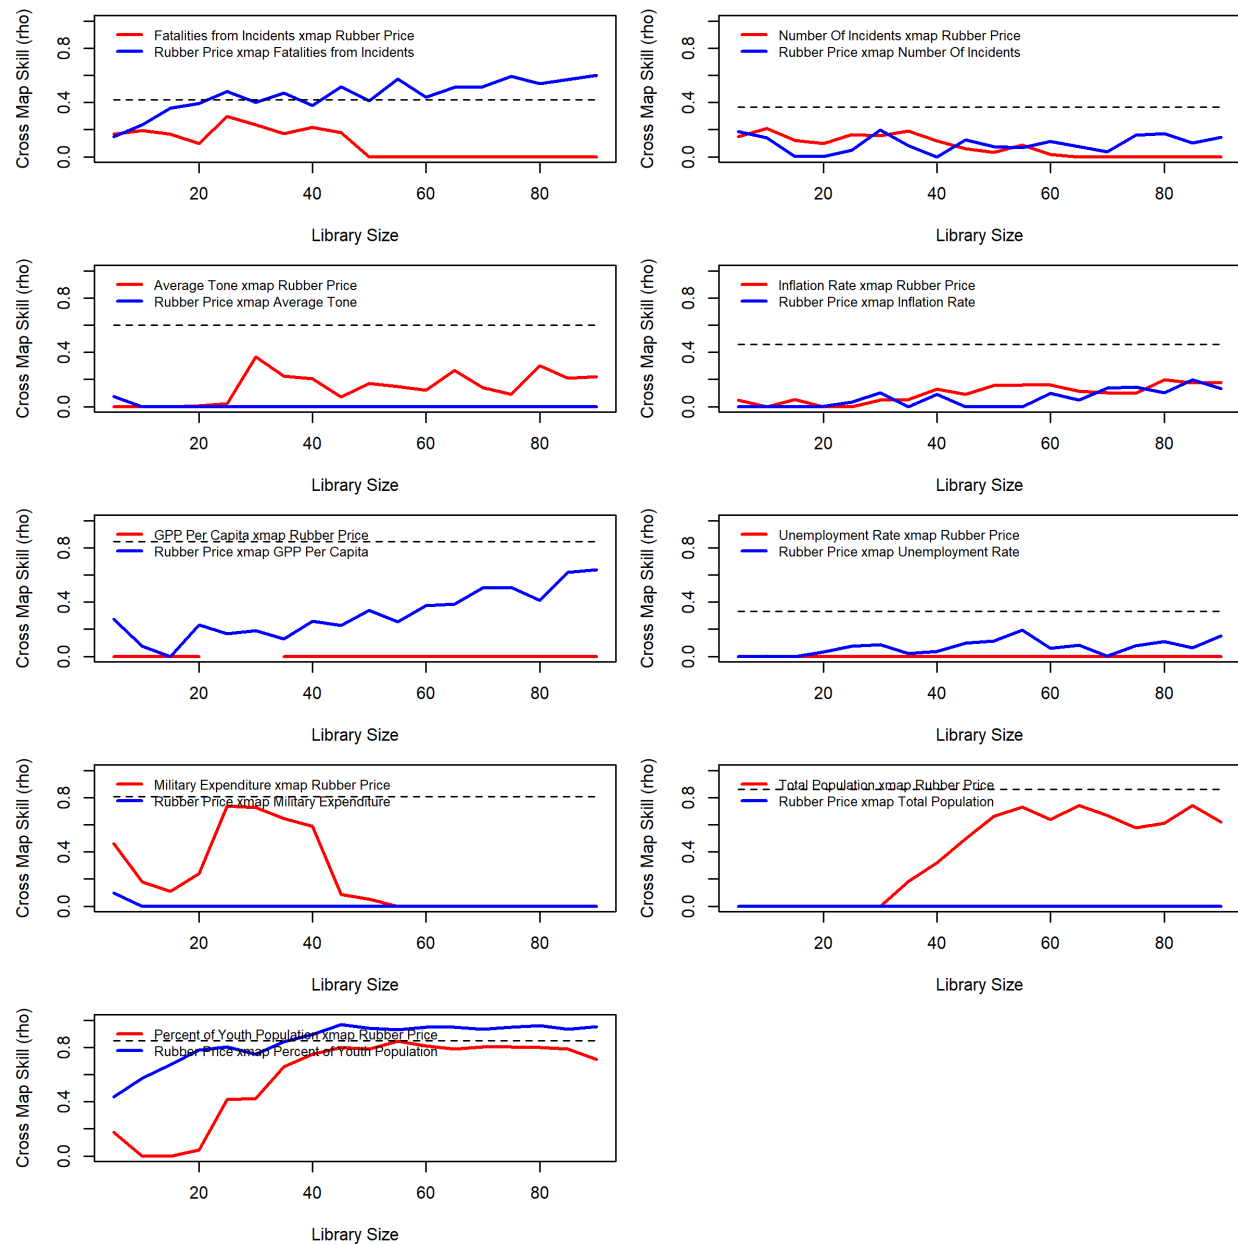 Cross Map Skill (rho)
0.0
0.4
0.8
Fatalities from Incidents xmap Rubber Price
Rubber Price xmap Fatalities from Incidents
20
40
60
80
Library Size
Cross Map Skill (rho)
0.0
0.4
0.8
Number Of Incidents xmap Rubber Price
Rubber Price xmap Number Of Incidents
20
40
60
80
Library Size
Cross Map Skill (rho)
0.0
0.4
0.8
Average Tone xmap Rubber Price
Rubber Price xmap Average Tone
20
40
60
80
Library Size
Cross Map Skill (rho)
0.0
0.4
0.8
Inflation Rate xmap Rubber Price
Rubber Price xmap Inflation Rate
20
40
60
80
Library Size
Cross Map Skill (rho)
0.0
0.4
0.8
GPP Per Capita xmap Rubber Price
Rubber Price xmap GPP Per Capita
20
40
60
80
Library Size
Cross Map Skill (rho)
0.0
0.4
0.8
Unemployment Rate xmap Rubber Price
Rubber Price xmap Unemployment Rate
20
40
60
80
Library Size
Cross Map Skill (rho)
0.0
0.4
0.8
Military Expenditure xmap Rubber Price
Rubber Price xmap Military Expenditure
20
40
60
80
Library Size
Cross Map Skill (rho)
0.0
0.4
0.8
Total Population xmap Rubber Price
Rubber Price xmap Total Population
20
40
60
80
Library Size
Cross Map Skill (rho)
0.0
0.4
0.8
Percent of Youth Population xmap Rubber Price
Rubber Price xmap Percent of Youth Population
20
40
60
80
Library Size